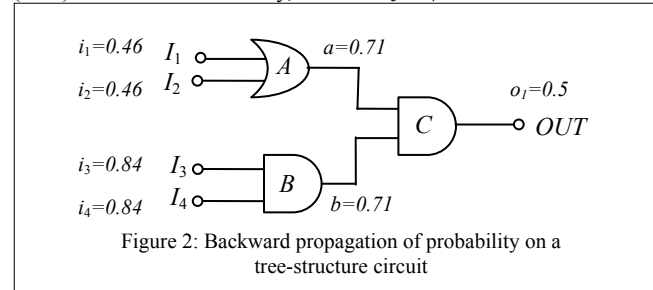 i1=0.46 I1 A a=0.71
i2=0.46 I2
C o1=0.5 OUT
i3=0.84 I3 B
i4=0.84 I4 b=0.71
Figure 2: Backward propagation of probability on a
tree-structure circuit